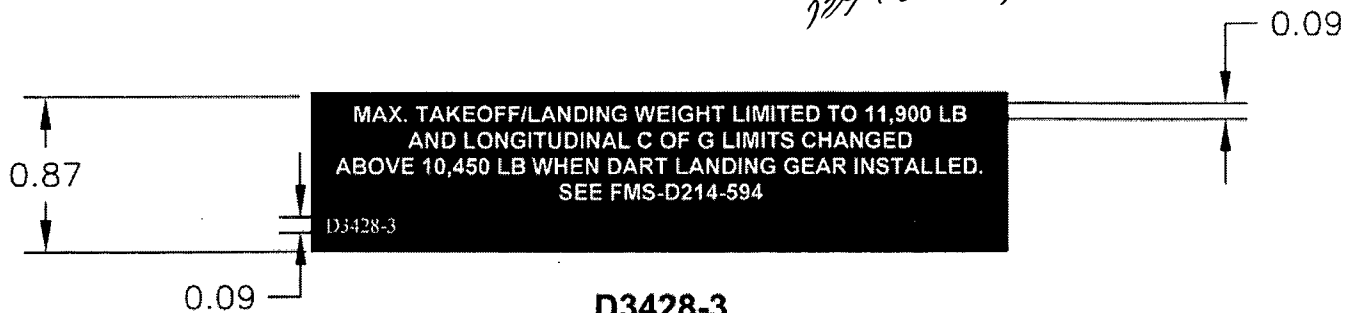 0.09
MAX. TAKEOFF/LANDING WEIGHT LIMITED TO 11,900 LB
AND LONGITUDINAL C OF G LIMITS CHANGED
0.87
ABOVE 10,450 LB WHEN DART LANDING GEAR INSTALLED.
SEE FMS-D214-594
D3428-3
0.09
D3428-3